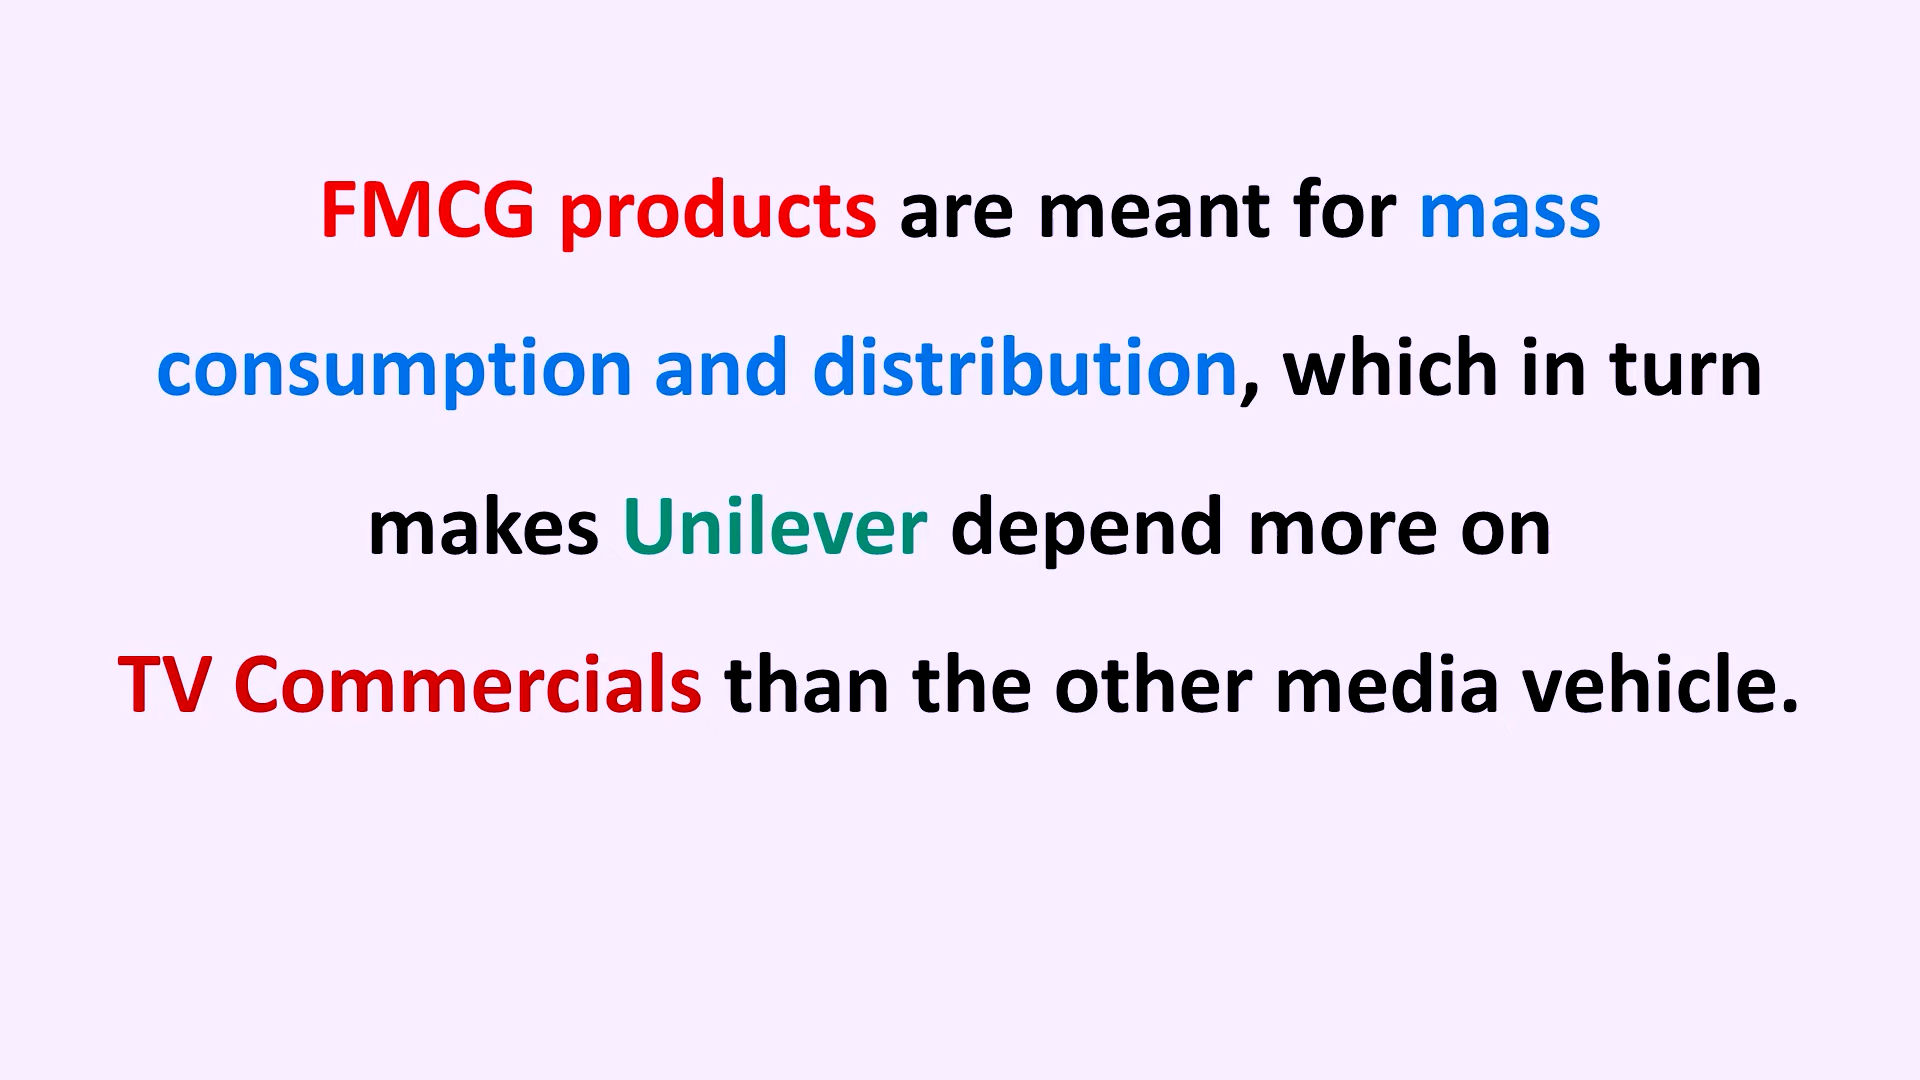 FMCG products are meant for mass
consumption and distribution, which in turn
makes Unilever depend more on
TV Commercials than the other media vehicle.